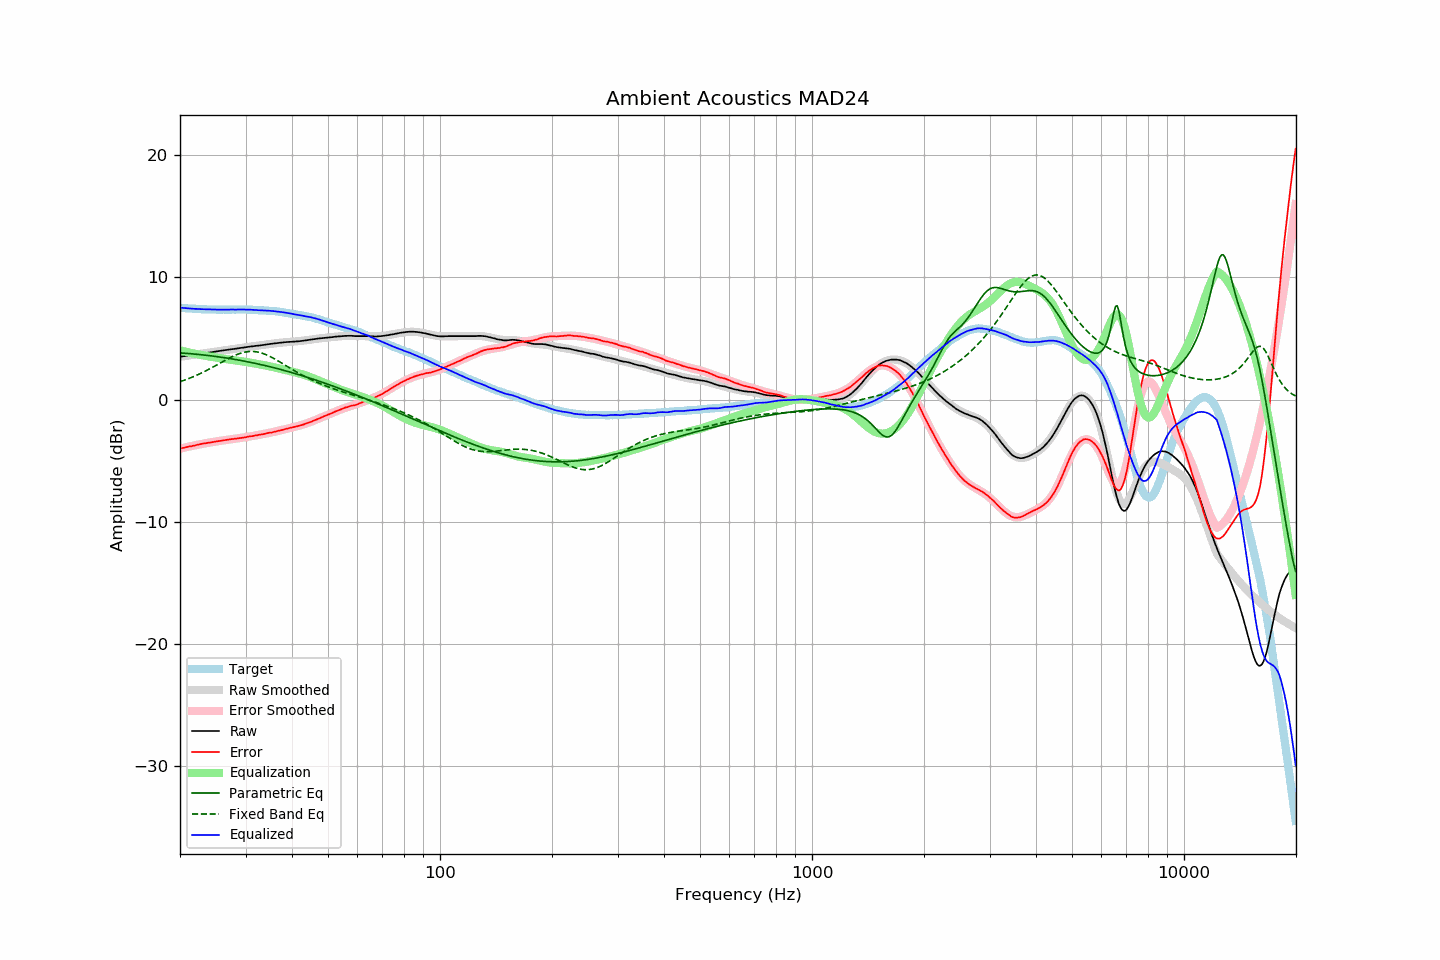 Ambient Acoustics MAD24
20
10
0
−10
−20
−30
Amplitude (dBr)
Target
Raw Smoothed
Error Smoothed
Raw
Error
Equalization
Parametric Eq
Fixed Band Eq
Equalized
100
1000
10000
Frequency (Hz)